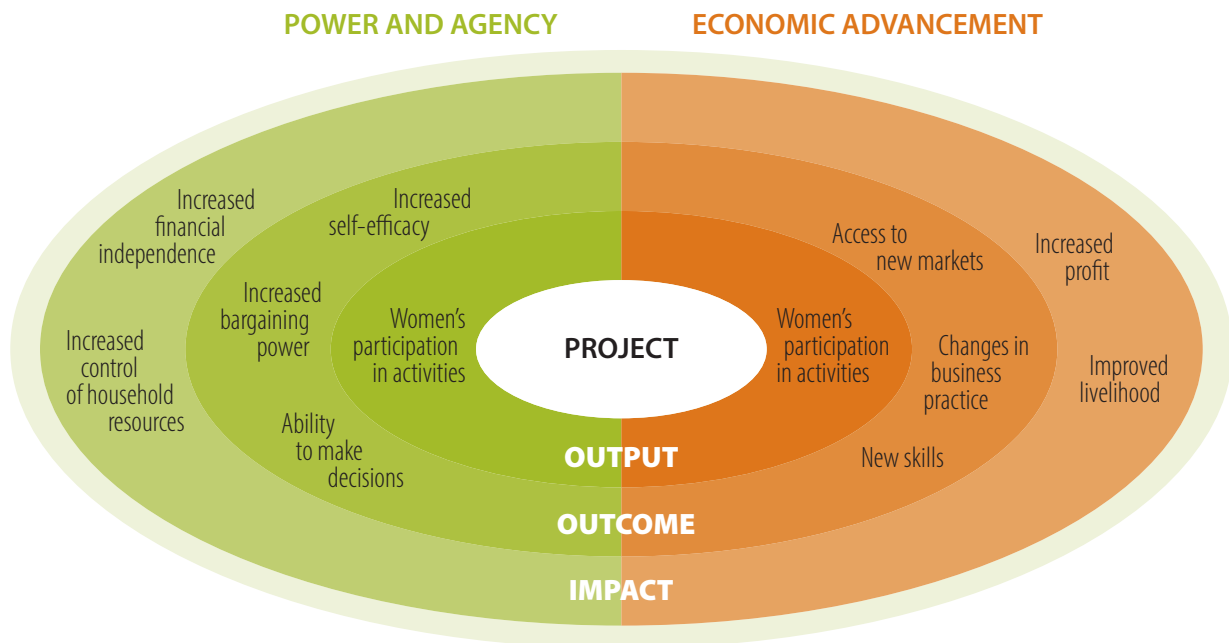 POWER AND AGENCY
ECONOMIC ADVANCEMENT
Increased
financial
independence
Increased
self-efficacy
Increased
bargaining
power
Increased
control
of household
resources
Women's
participation
in activities
Ability
to make
decisions
PROJECT
Women's
participation
in activities
Access to
new markets
Changes in
business
practice
New skills
Increased
profit
Improved
livelihood
OUTPUT
OUTCOME
IMPACT